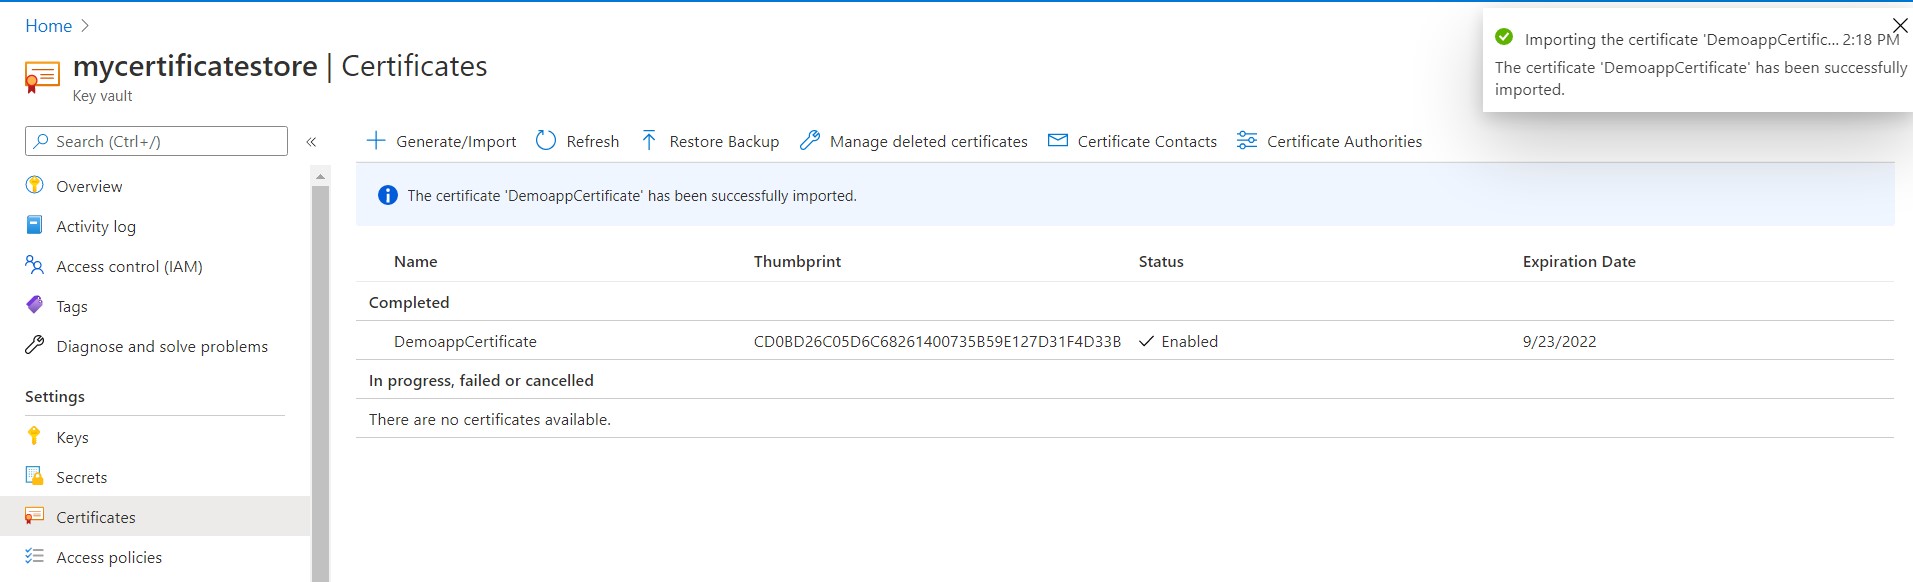 Home
mycertificatestore | Certificates
Key vault
Importing the certificate 'DemoappCertific... 2:18 PM
The certificate 'DemoappCertificate' has been successfully
imported.
Search (Ctrl+/)
Overview
Activity log
Access control (IAM)
Tags
Diagnose and solve problems
Settings
Keys
Secrets
Certificates
Access policies
Generate/Import Refresh Restore Backup Manage deleted certificates Certificate Contacts Certificate Authorities
The certificate 'DemoappCertificate' has been successfully imported.
Name Thumbprint Status Expiration Date
Completed
DemoappCertificate CD0BD26C05D6C68261400735B59E127D31F4D33B Enabled 9/23/2022
In progress, failed or cancelled
There are no certificates available.